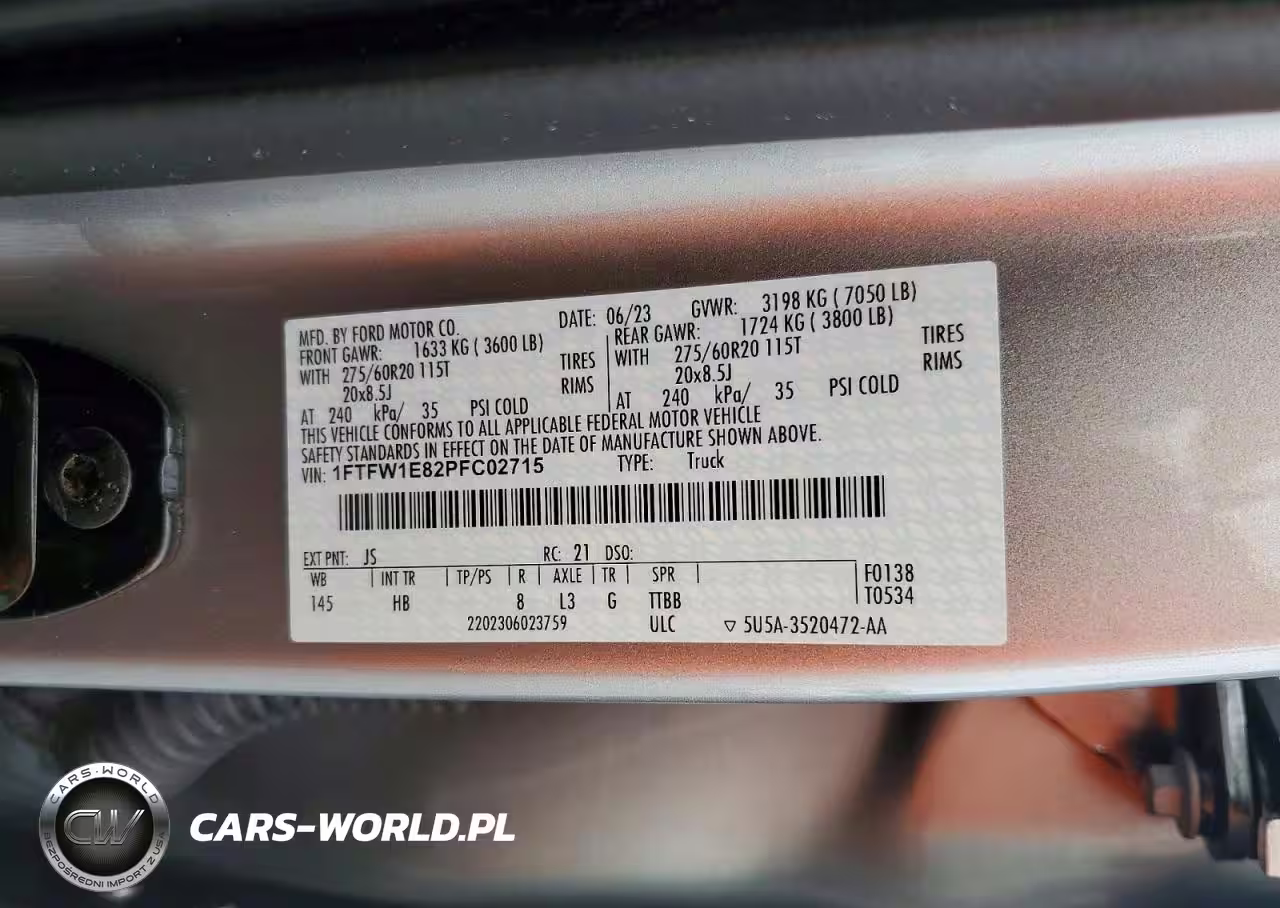 MFD. BY FORD MOTOR CO. DATE: 06/23 GVWR: 3198 KG ( 7050 LB)
FRONT GAWR: 1633 KG ( 3600 LB) REAR GAWR: 1724 KG ( 3800 LB)
WITH 275/60R20 115T TIRES WITH 275/60R20 115T TIRES
20x8.5J RIMS 20x8.5J RIMS
AT 240 kPa/ 35 PSI COLD AT 240 kPa/ 35 PSI COLD
THIS VEHICLE CONFORMS TO ALL APPLICABLE FEDERAL MOTOR VEHICLE
SAFETY STANDARDS IN EFFECT ON THE DATE OF MANUFACTURE SHOWN ABOVE.
VIN: 1FTFW1E82PFC02715 TYPE: Truck
EXT PNT: JS RC: 21 DSO:
WB INT TR TP/PS R AXLE TR SPR F0138
145 HB 8 L3 G TTBB T0534
2202306023759 ULC ▽ 5U5A-3520472-AA
CARS-WORLD
CW
BEZPOŚREDNI IMPORT Z USA
CARS-WORLD.PL